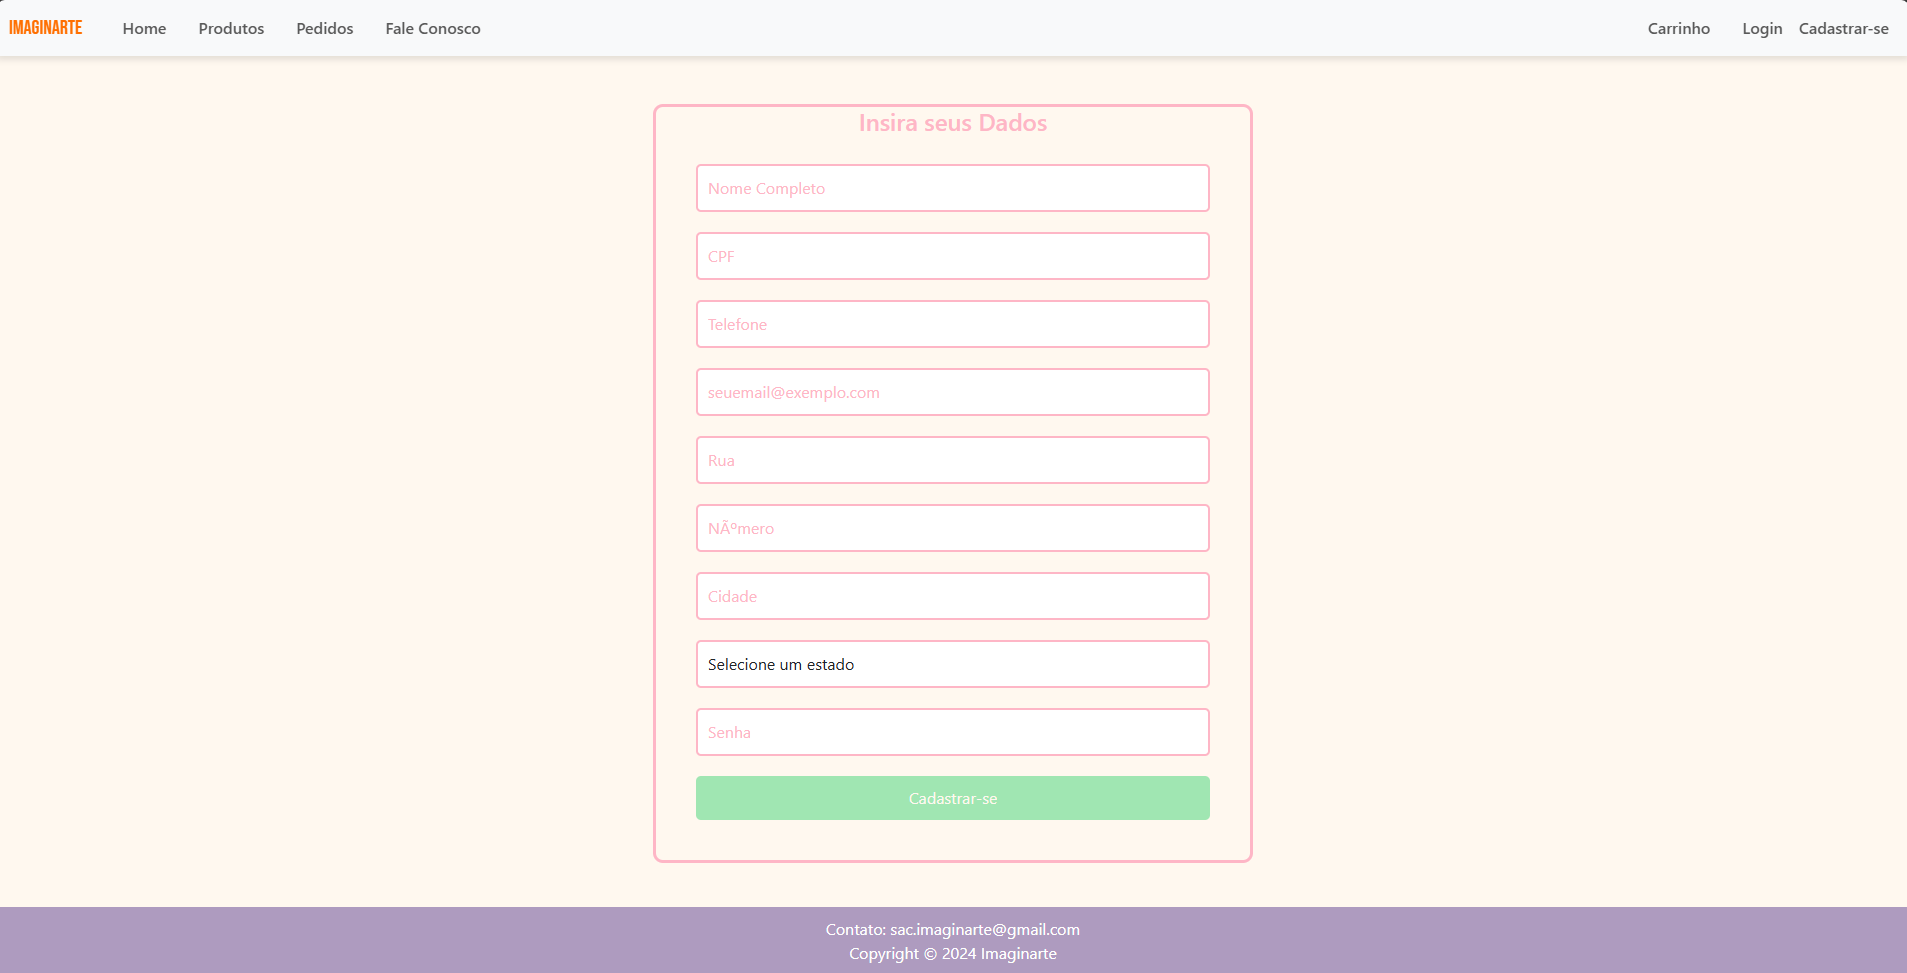 IMAGINARTE Home Produtos Pedidos Fale Conosco Carrinho Login Cadastrar-se
Insira seus Dados
Nome Completo
CPF
Telefone
seuemail@exemplo.com
Rua
NÃºmero
Cidade
Selecione um estado
Senha
Cadastrar-se
Contato: sac.imaginarte@gmail.com
Copyright © 2024 Imaginarte